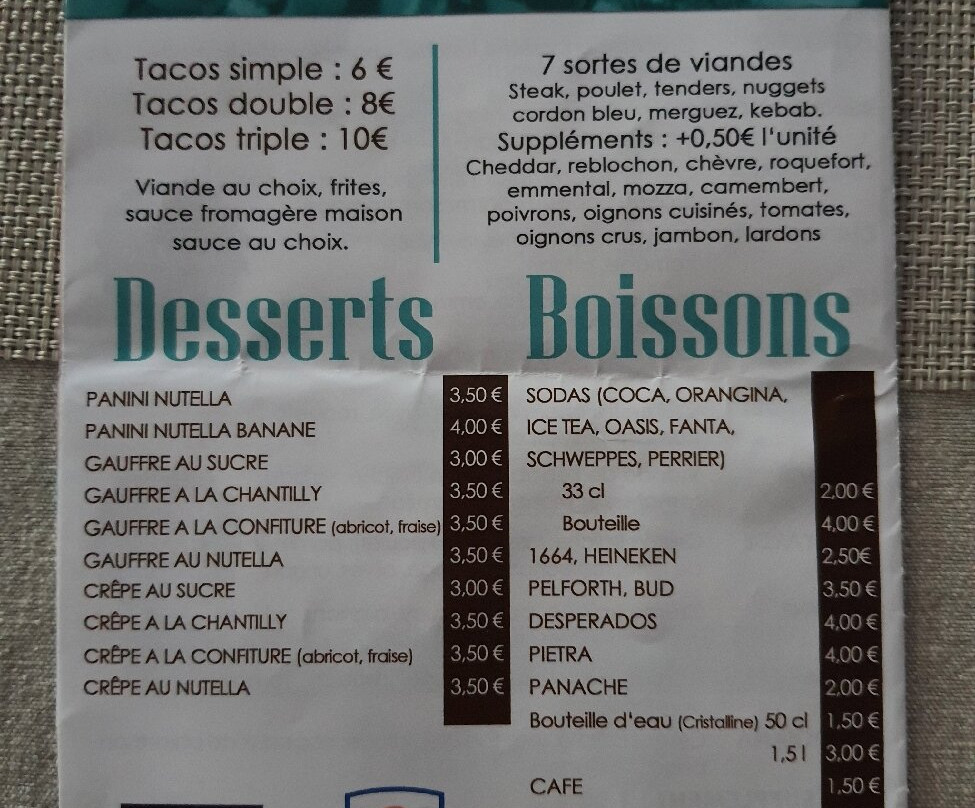 Tacos simple : 6 €
Tacos double : 8€
Tacos triple : 10€
Viande au choix, frites,
sauce fromagère maison
sauce au choix.
7 sortes de viandes
Steak, poulet, tenders, nuggets
cordon bleu, merguez, kebab.
Suppléments : +0,50€ l'unité
Cheddar, reblochon, chèvre, roquefort,
emmental, mozza, camembert,
poivrons, oignons cuisinés, tomates,
oignons crus, jambon, lardons
Desserts
PANINI NUTELLA 3,50 €
PANINI NUTELLA BANANE 4,00 €
GAUFFRE AU SUCRE 3,00 €
GAUFFRE A LA CHANTILLY 3,50 €
GAUFFRE A LA CONFITURE (abricot, fraise) 3,50 €
GAUFFRE AU NUTELLA 3,50 €
CRÊPE AU SUCRE 3,00 €
CRÊPE A LA CHANTILLY 3,50 €
CRÊPE A LA CONFITURE (abricot, fraise) 3,50 €
CRÊPE AU NUTELLA 3,50 €
Boissons
SODAS (COCA, ORANGINA,
ICE TEA, OASIS, FANTA,
SCHWEPPES, PERRIER)
33 cl 2,00 €
Bouteille 4,00 €
1664, HEINEKEN 2,50€
PELFORTH, BUD 3,50 €
DESPERADOS 4,00 €
PIETRA 4,00 €
PANACHE 2,00 €
Bouteille d'eau (Cristalline) 50 cl 1,50 €
1,5 l 3,00 €
CAFE 1,50 €